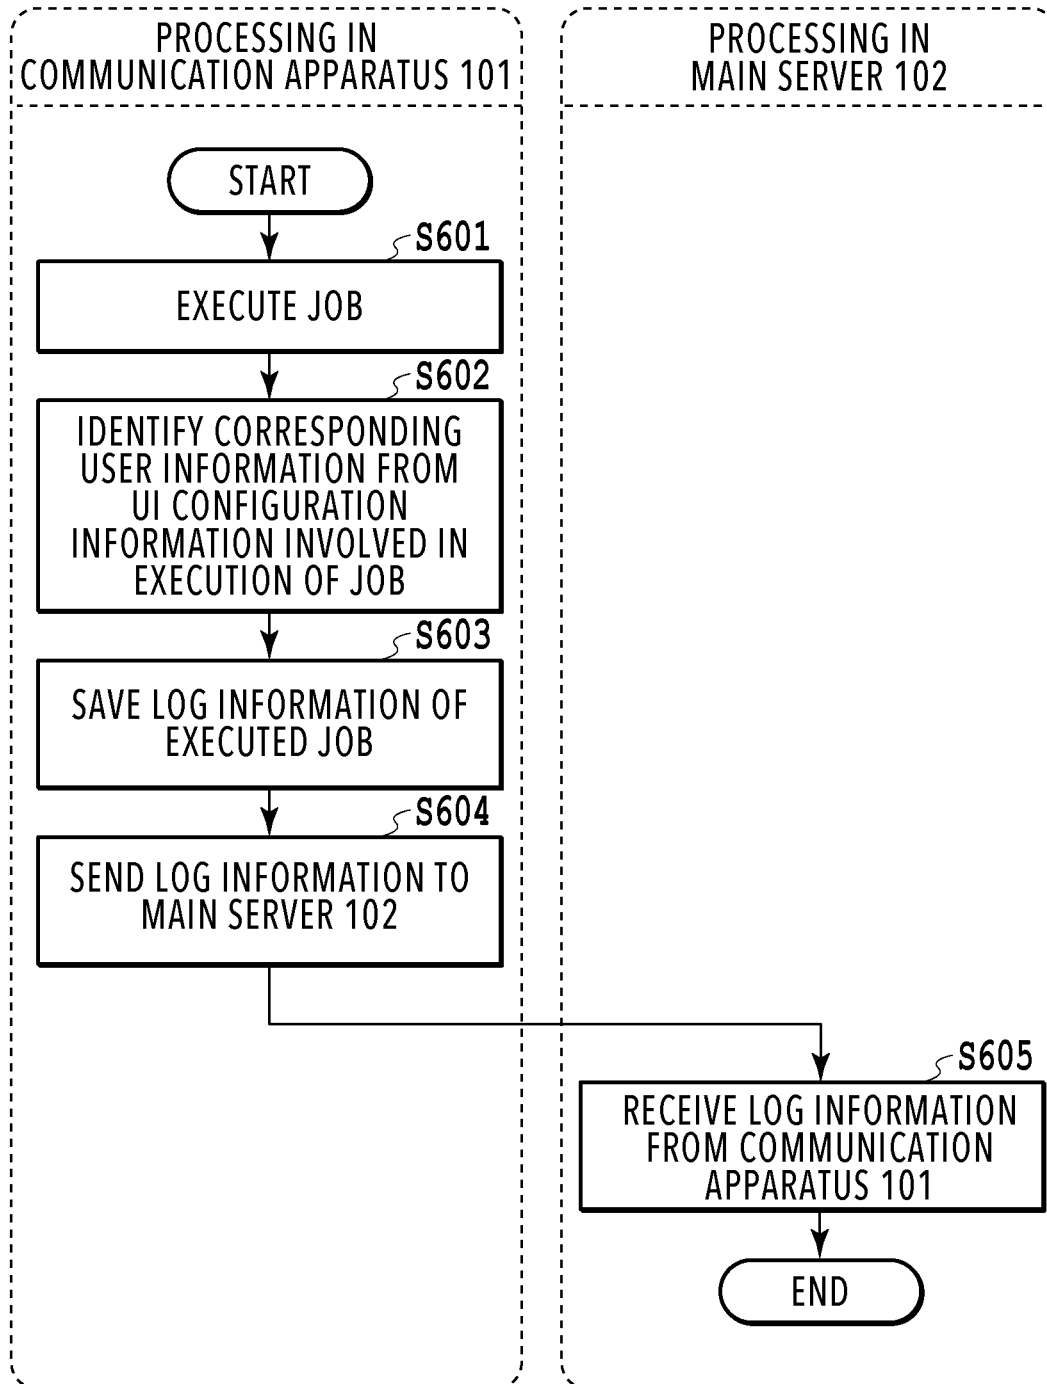 PROCESSING IN
COMMUNICATION APPARATUS 101
PROCESSING IN
MAIN SERVER 102
START
S601
EXECUTE JOB
S602
IDENTIFY CORRESPONDING
USER INFORMATION FROM
UI CONFIGURATION
INFORMATION INVOLVED IN
EXECUTION OF JOB
S603
SAVE LOG INFORMATION OF
EXECUTED JOB
S604
SEND LOG INFORMATION TO
MAIN SERVER 102
S605
RECEIVE LOG INFORMATION
FROM COMMUNICATION
APPARATUS 101
END